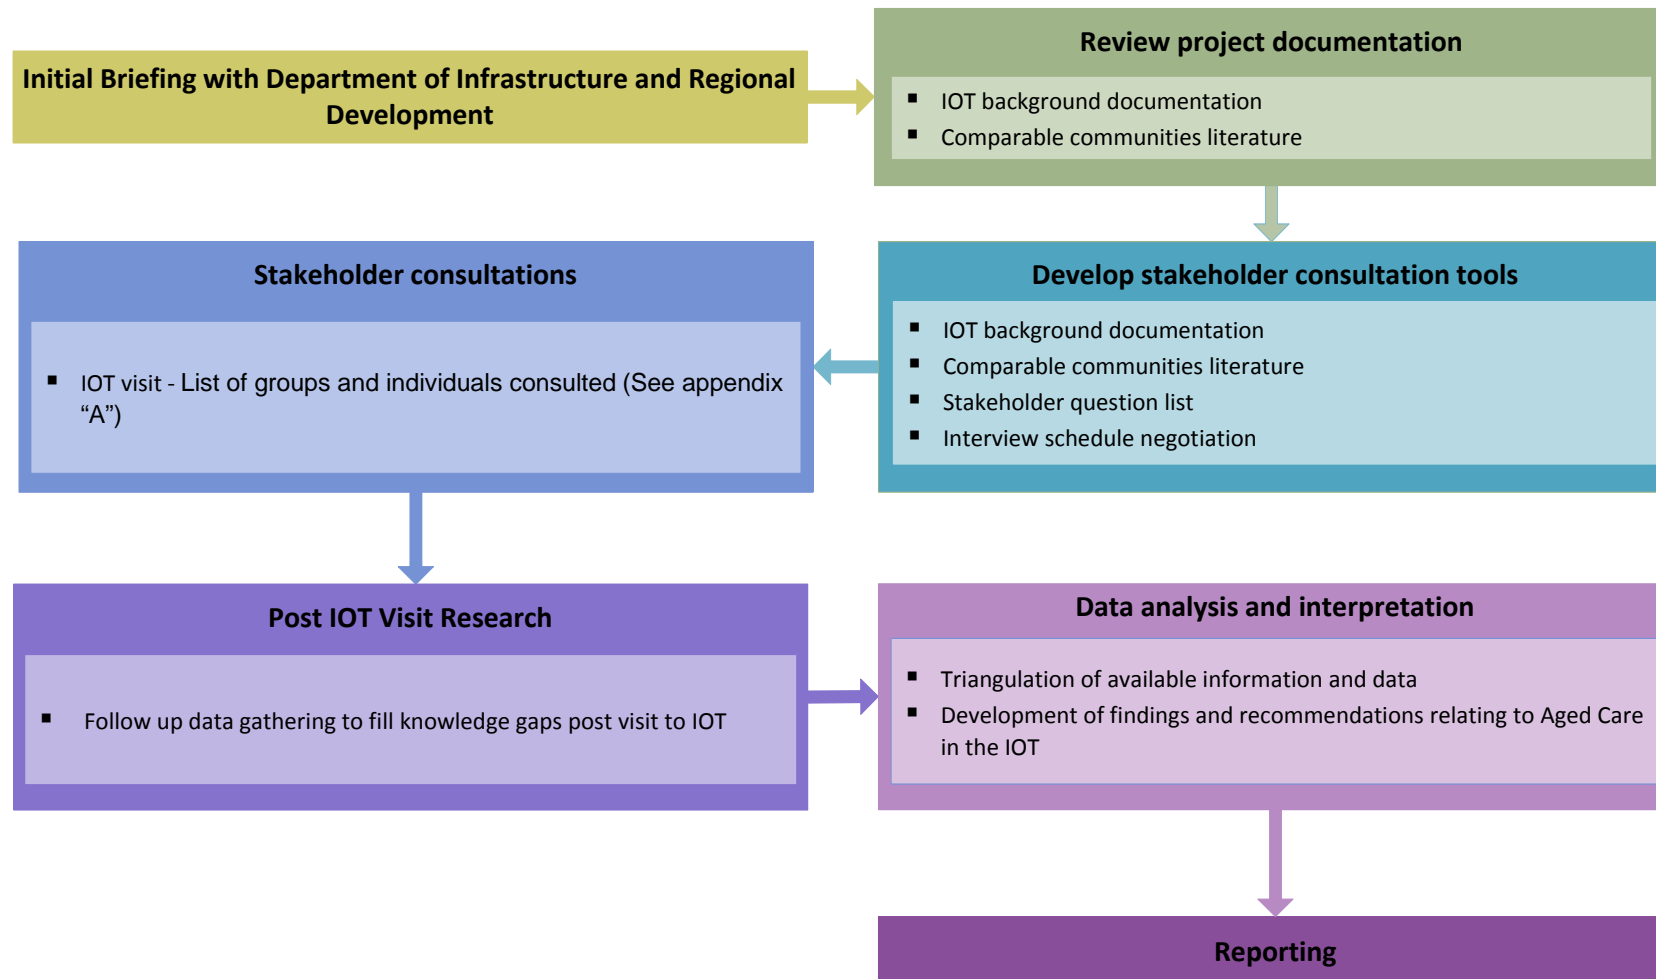 Initial Briefing with Department of Infrastructure and Regional
Development
Review project documentation
■ IOT background documentation
■ Comparable communities literature
Develop stakeholder consultation tools
■ IOT background documentation
■ Comparable communities literature
■ Stakeholder question list
■ Interview schedule negotiation
Stakeholder consultations
■ IOT visit - List of groups and individuals consulted (See appendix
“A”)
Post IOT Visit Research
■ Follow up data gathering to fill knowledge gaps post visit to IOT
Data analysis and interpretation
■ Triangulation of available information and data
■ Development of findings and recommendations relating to Aged Care
in the IOT
Reporting